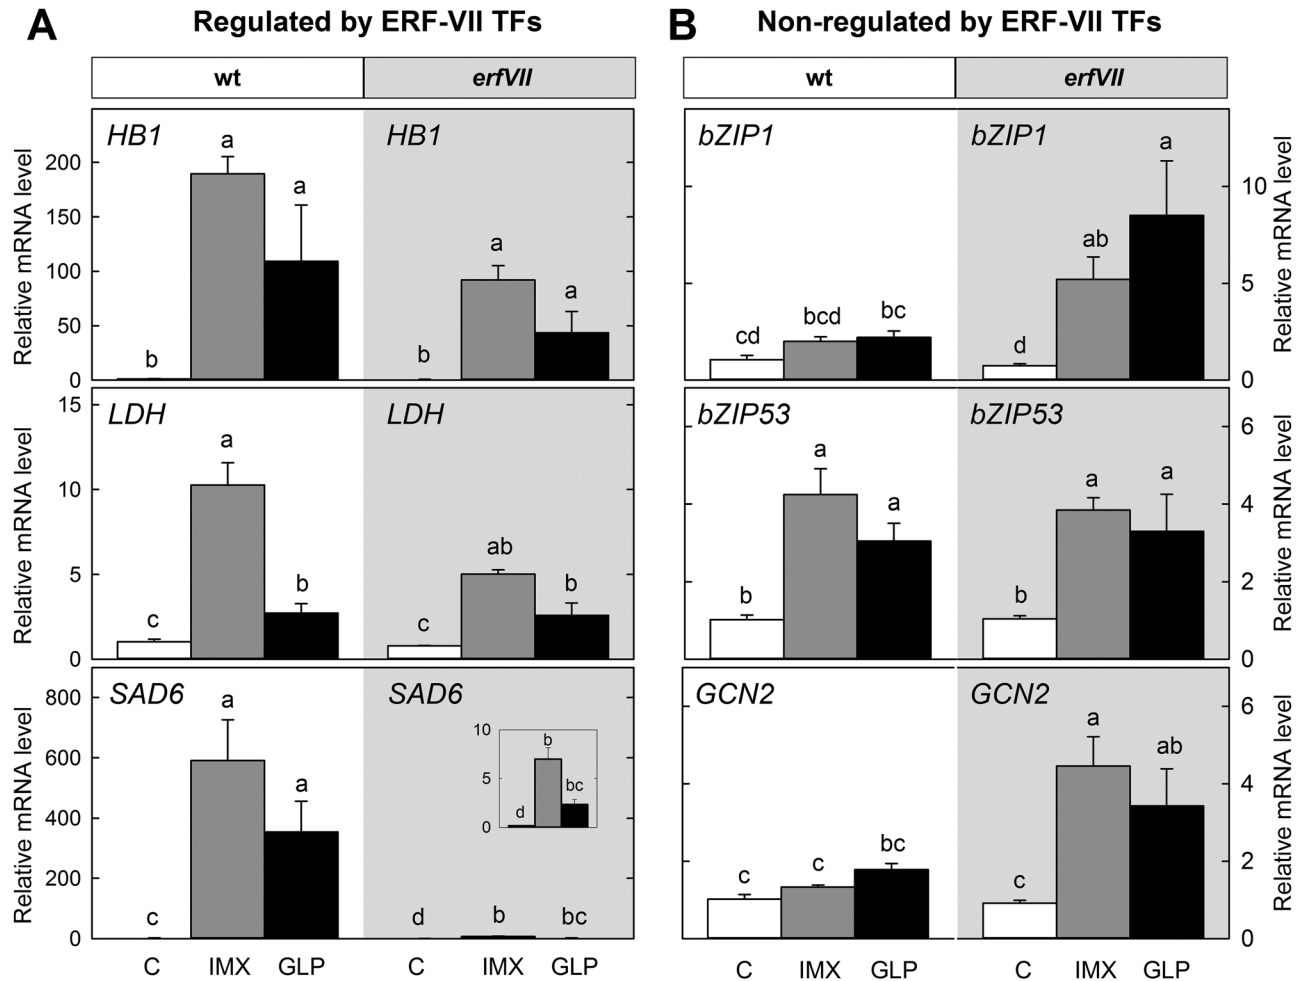 A Regulated by ERF-VII TFs
B Non-regulated by ERF-VII TFs
wt erfVII
wt erfVII
Relative mRNA level
200
150
100
50
0
HB1
b a a
HB1
b a a
bZIP1
cd bcd bc
bZIP1
d ab a
10
5
0
Relative mRNA level
Relative mRNA level
15
10
5
0
LDH
c a b
LDH
c ab b
bZIP53
b a a
bZIP53
b a a
6
4
2
0
Relative mRNA level
Relative mRNA level
800
600
400
200
0
SAD6
c a a
SAD6
10
5
0
d b bc
d b bc
GCN2
c c bc
GCN2
c a ab
6
4
2
0
Relative mRNA level
C IMX GLP C IMX GLP
C IMX GLP C IMX GLP